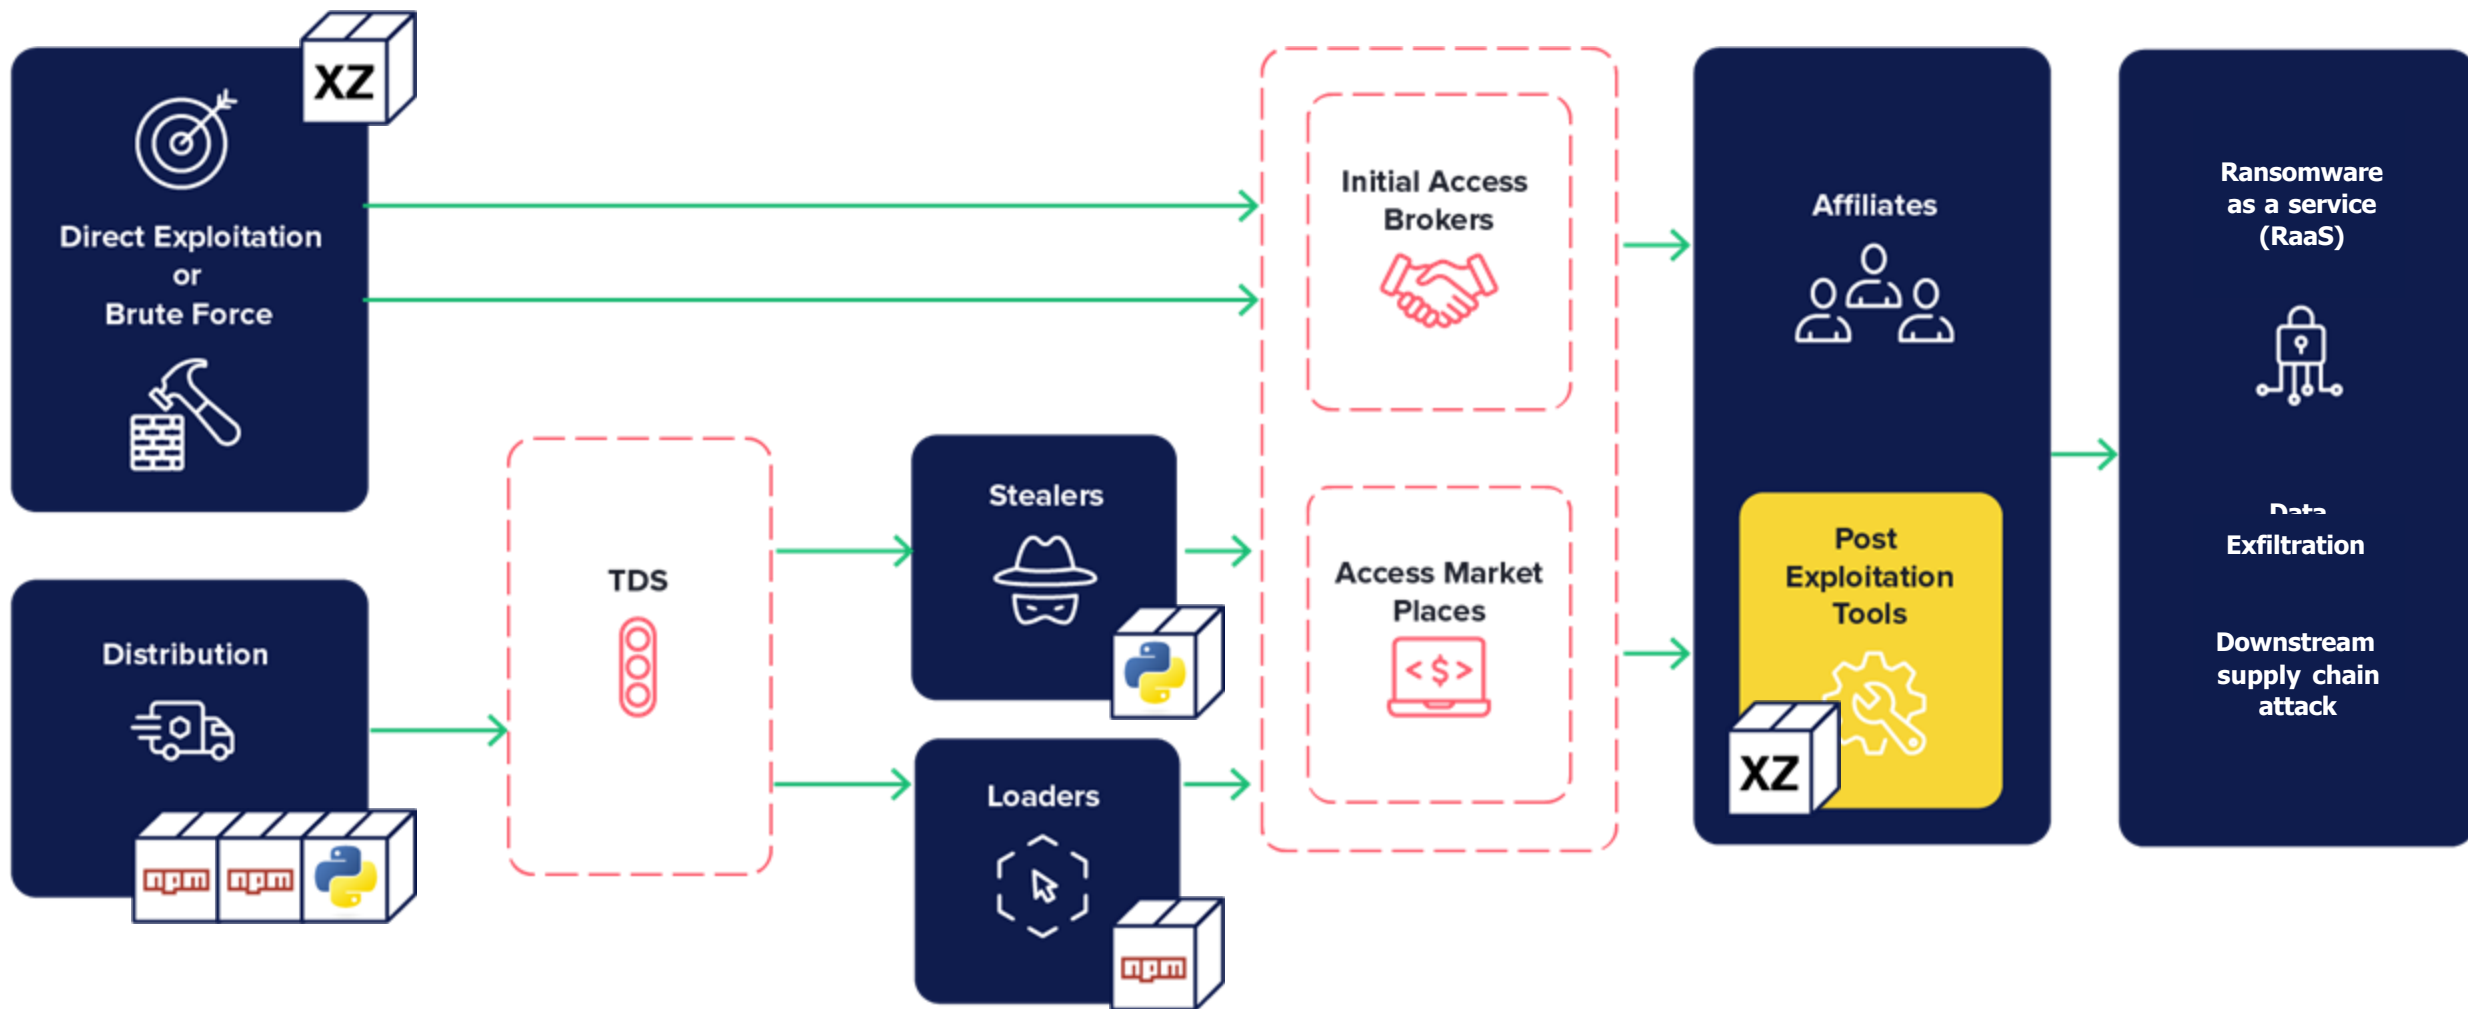 XZ
Direct Exploitation
or
Brute Force
Distribution
npm
npm
TDS
Stealers
Loaders
npm
Initial Access
Brokers
Access Market
Places
< $ >
Affiliates
Post
Exploitation
Tools
XZ
Ransomware
as a service
(RaaS)
Data
Exfiltration
Downstream
supply chain
attack